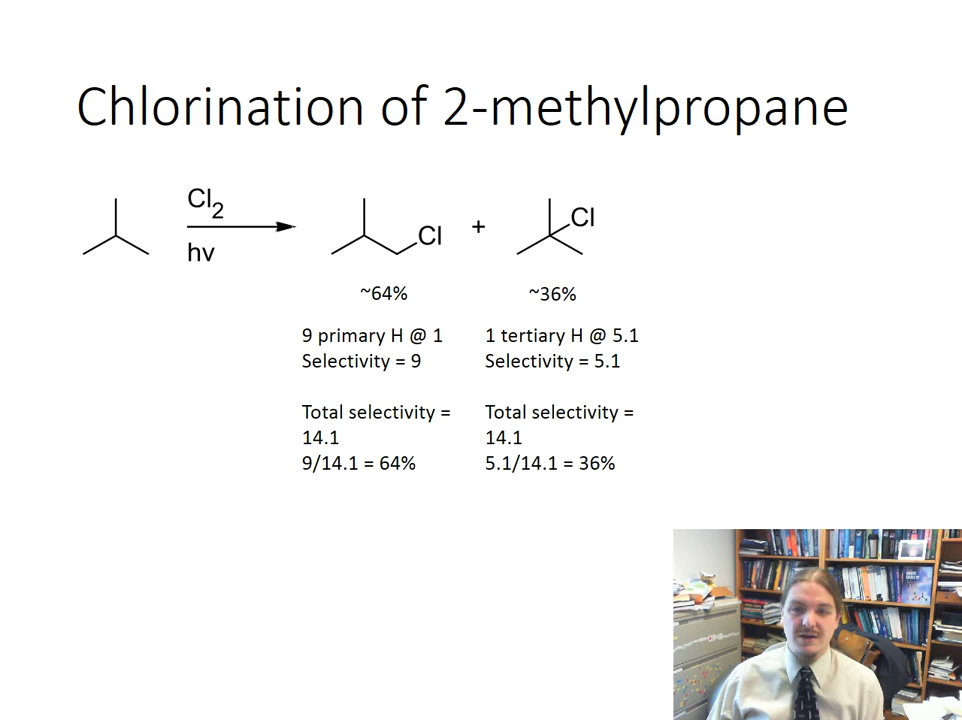 Chlorination of 2-methylpropane
Cl2
hv
Cl
+
Cl
~64%
~36%
9 primary H @ 1
Selectivity = 9
1 tertiary H @ 5.1
Selectivity = 5.1
Total selectivity =
14.1
9/14.1 = 64%
Total selectivity =
14.1
5.1/14.1 = 36%